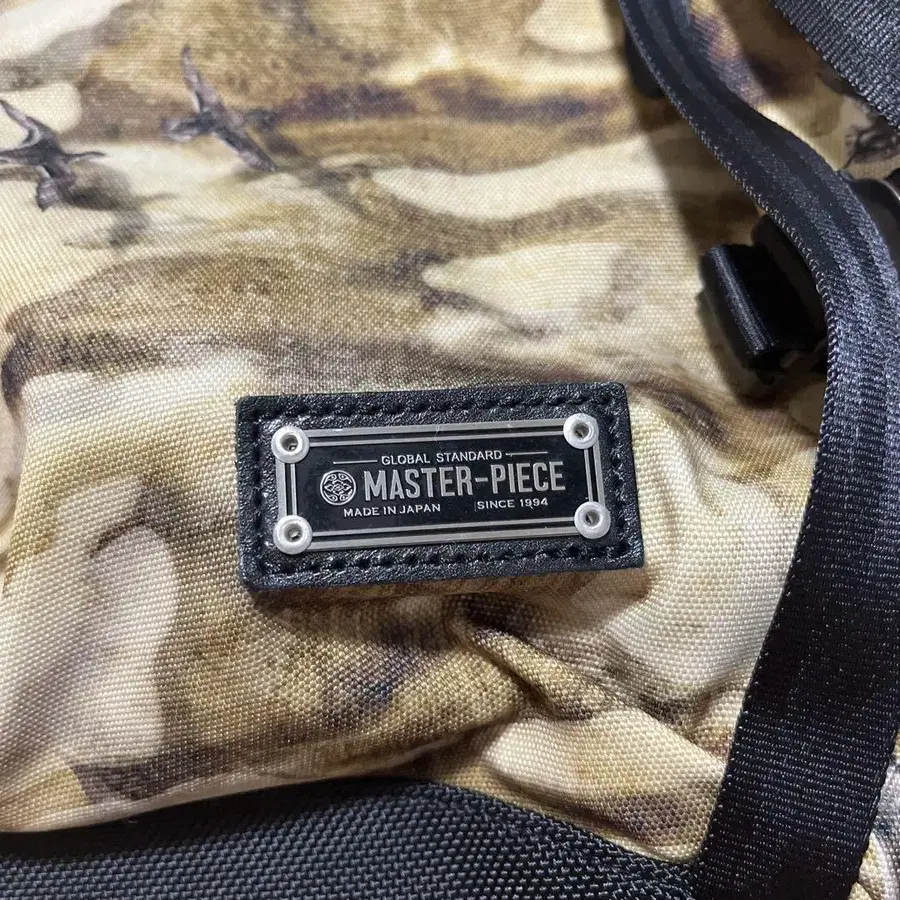 GLOBAL STANDARD
MASTER-PIECE
MADE IN JAPAN SINCE 1994